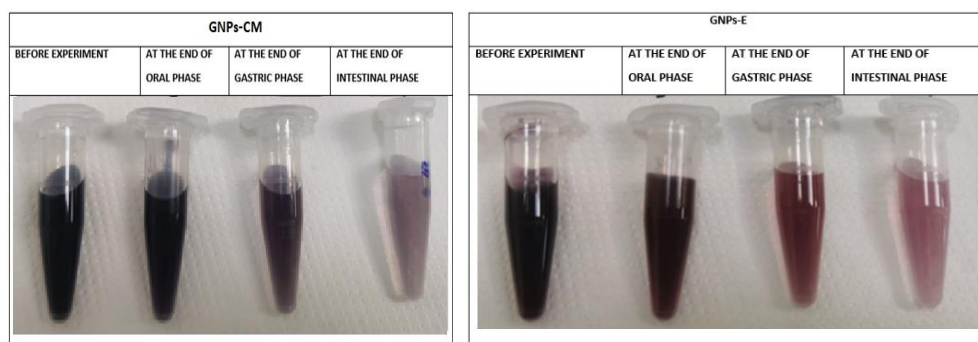 GNPs-CM
BEFORE EXPERIMENT
AT THE END OF
ORAL PHASE
AT THE END OF
GASTRIC PHASE
AT THE END OF
INTESTINAL PHASE
GNPs-E
BEFORE EXPERIMENT
AT THE END OF
ORAL PHASE
AT THE END OF
GASTRIC PHASE
AT THE END OF
INTESTINAL PHASE